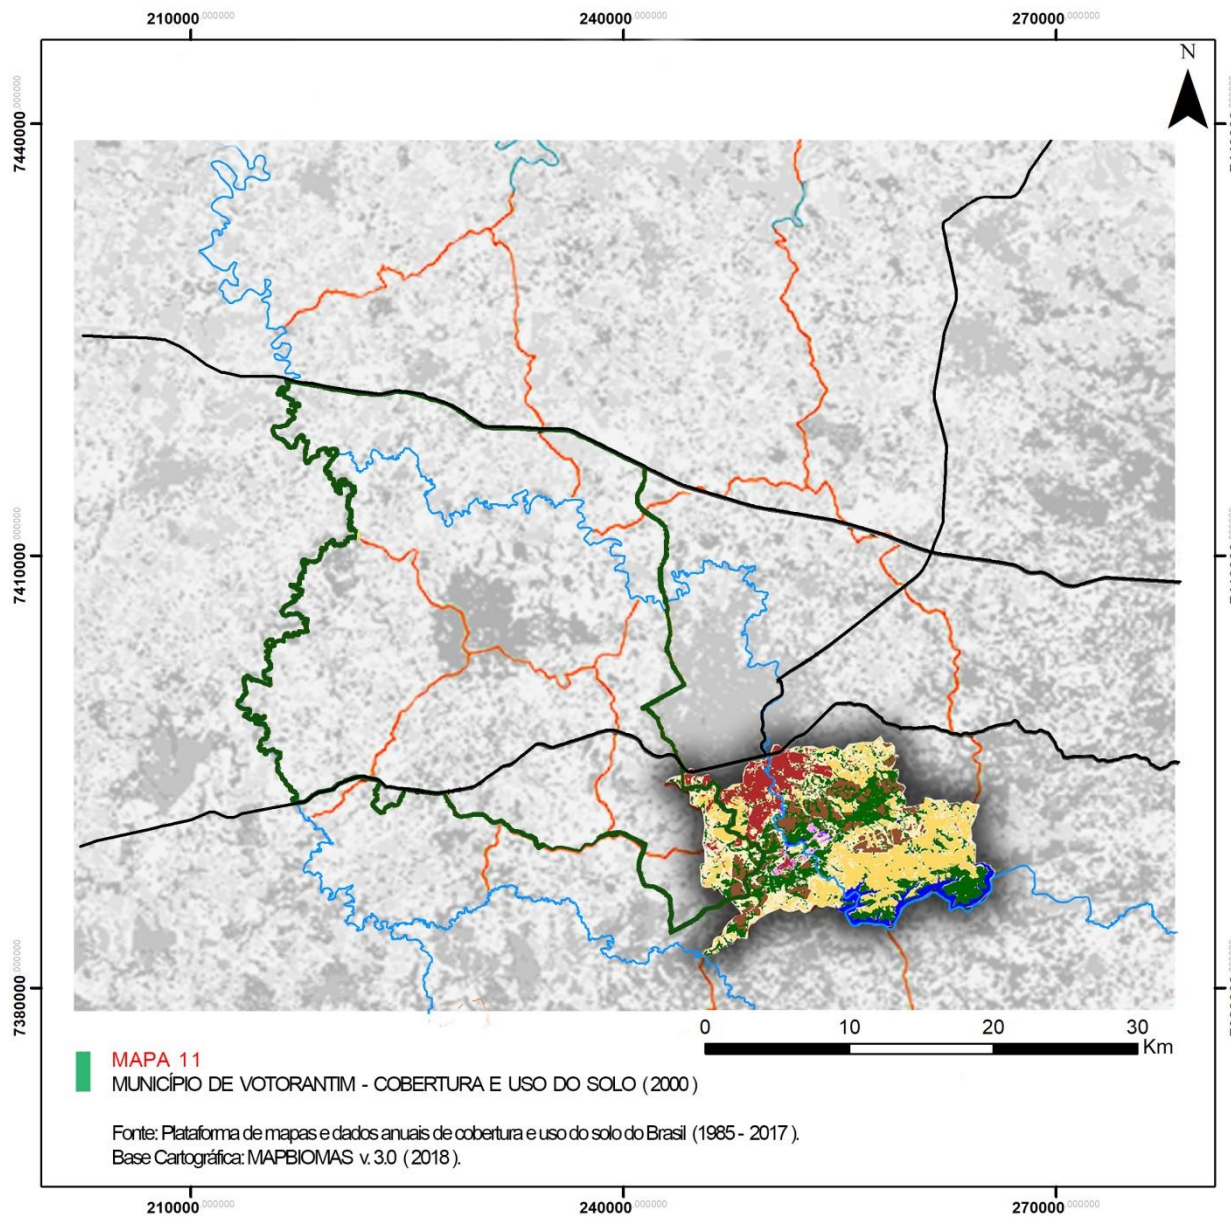 210000,000000 240000,000000 270000,000000
N
7440000,000000
7410000,000000
7380000,000000
0 10 20 30
Km
MAPA 11
MUNICÍPIO DE VOTORANTIM - COBERTURA E USO DO SOLO (2000)
Fonte: Plataforma de mapas e dados anuais de cobertura e uso do solo do Brasil (1985 - 2017).
Base Cartográfica: MAPBIOMAS v. 3.0 (2018).
210000,000000 240000,000000 270000,000000